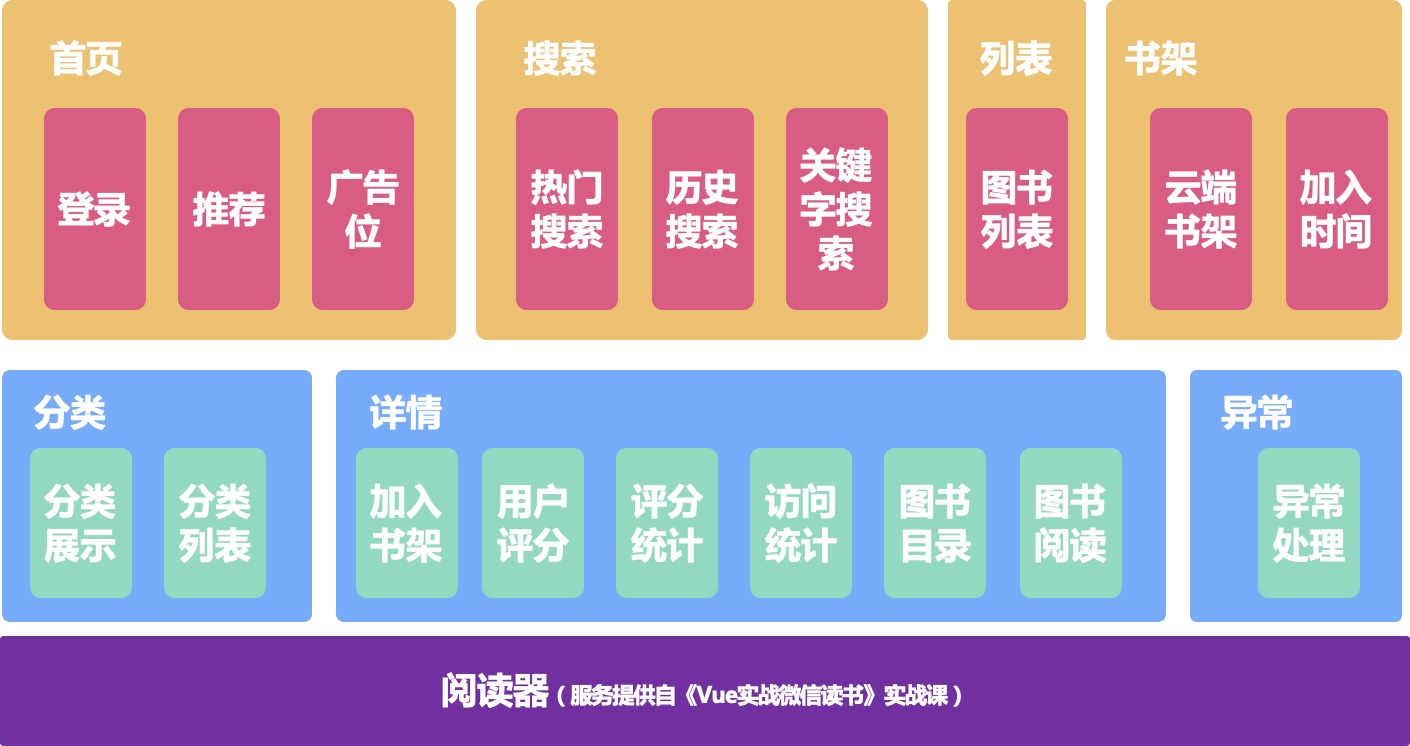 首页
登录
推荐
广告
位
搜索
热门
搜索
历史
搜索
关键
字搜
索
列表
图书
列表
书架
云端
书架
加入
时间
分类
分类
展示
分类
列表
详情
加入
书架
用户
评分
评分
统计
访问
统计
图书
目录
图书
阅读
异常
异常
处理
阅读器（服务提供自《Vue实战微信读书》实战课）